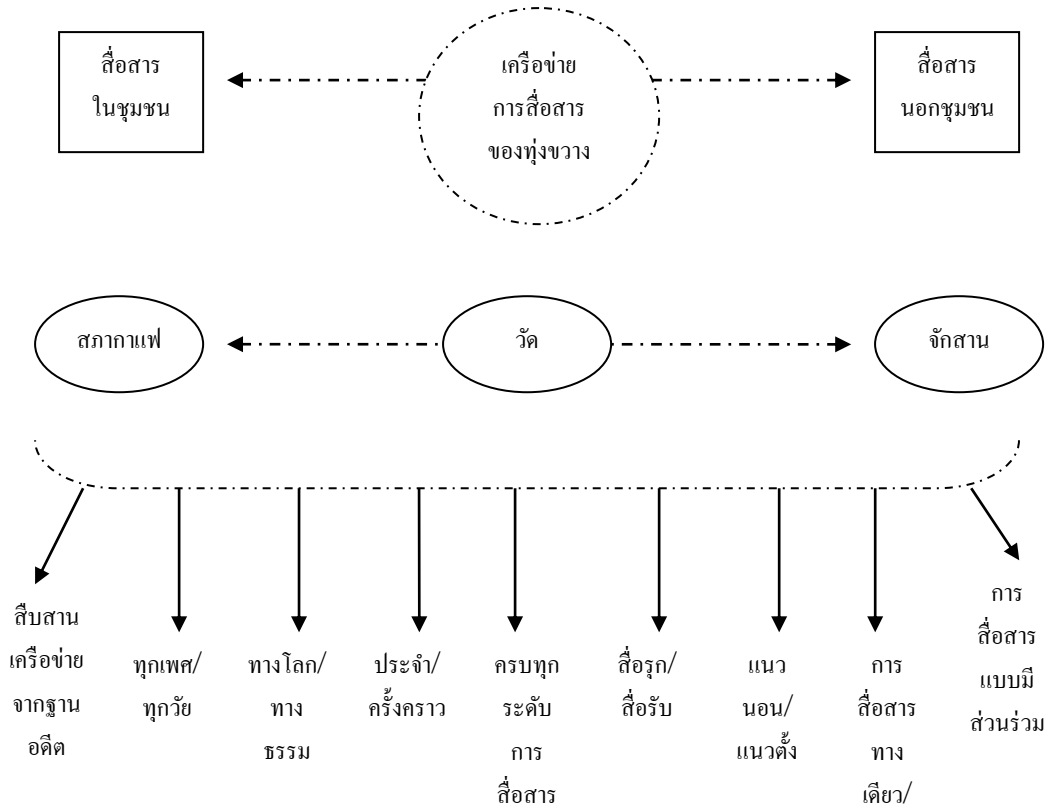 สื่อสาร
ในชุมชน
เครือข่าย
การสื่อสาร
ของทุ่งขวาง
สื่อสาร
นอกชุมชน
สภากาแฟ
วัด
จักสาน
สืบสาน
เครือข่าย
จากฐาน
อดีต
ทุกเพศ/
ทุกวัย
ทางโลก/
ทาง
ธรรม
ประจำ/
ครั้งคราว
ครบทุก
ระดับ
การ
สื่อสาร
สื่อรุก/
สื่อรับ
แนว
นอน/
แนวตั้ง
การ
สื่อสาร
ทาง
เดียว/
การ
สื่อสาร
แบบมี
ส่วนร่วม